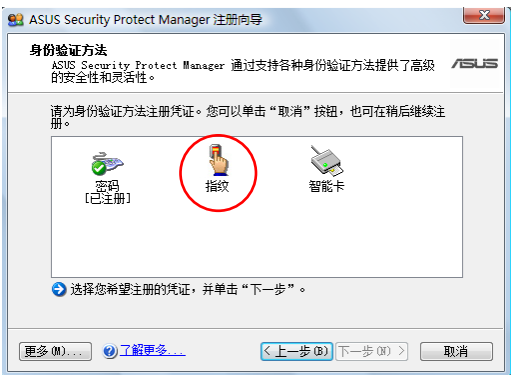 ASUS Security Protect Manager 注册向导
身份验证方法
ASUS Security Protect Manager 通过支持各种身份验证方法提供了高级
的安全性和灵活性。
/ISUS
请为身份验证方法注册凭证。您可以单击“取消”按钮，也可在稍后继续注
册。
密码
[已注册]
指纹
智能卡
选择您希望注册的凭证，并单击“下一步”。
更多(M)...
了解更多...
<上一步(B)
下一步(N) >
取消